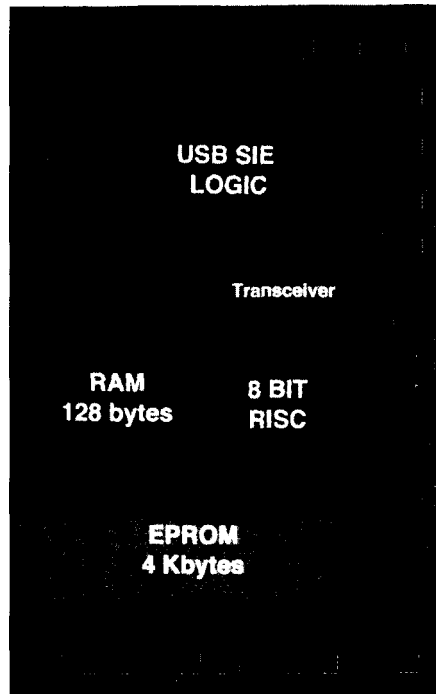 USB SIE
LOGIC
Transceiver
RAM
128 bytes
8 BIT
RISC
EPROM
4 Kbytes